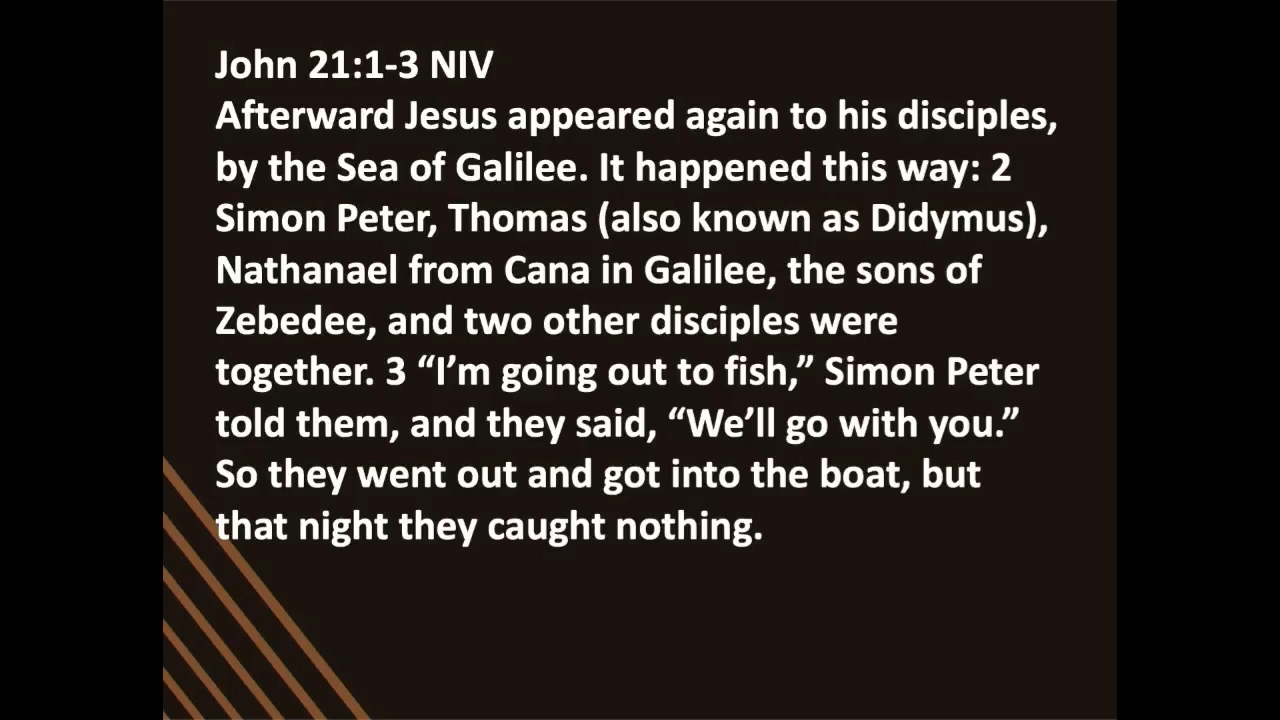 John 21:1-3 NIV
Afterward Jesus appeared again to his disciples,
by the Sea of Galilee. It happened this way: 2
Simon Peter, Thomas (also known as Didymus),
Nathanael from Cana in Galilee, the sons of
Zebedee, and two other disciples were
together. 3 “I’m going out to fish,” Simon Peter
told them, and they said, “We’ll go with you.”
So they went out and got into the boat, but
that night they caught nothing.